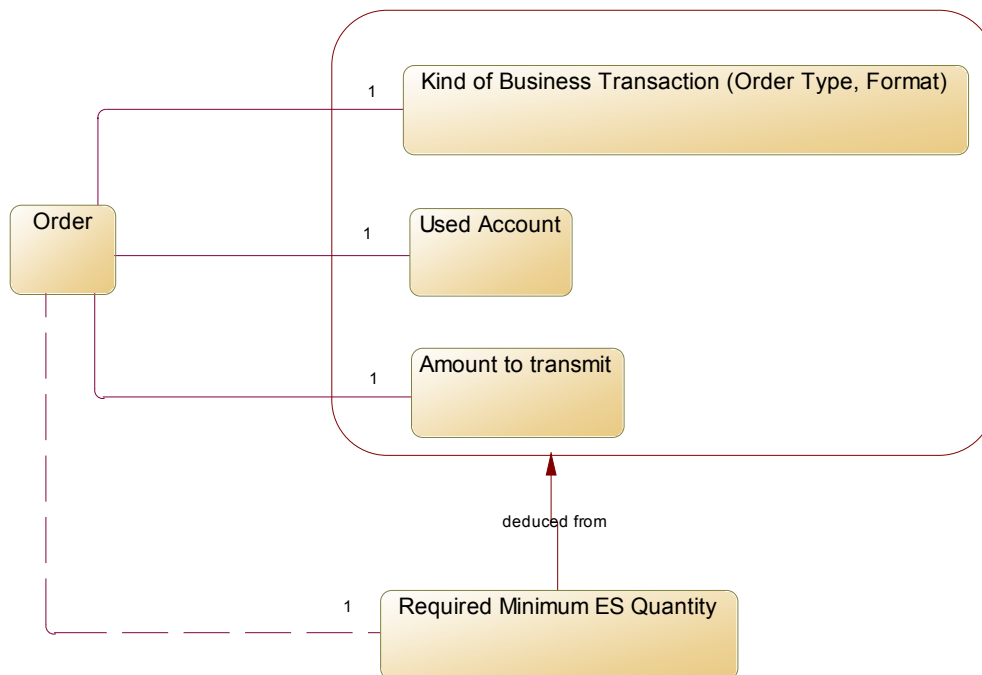 Kind of Business Transaction (Order Type, Format)
1
Order
Used Account
1
Amount to transmit
1
deduced from
Required Minimum ES Quantity
1